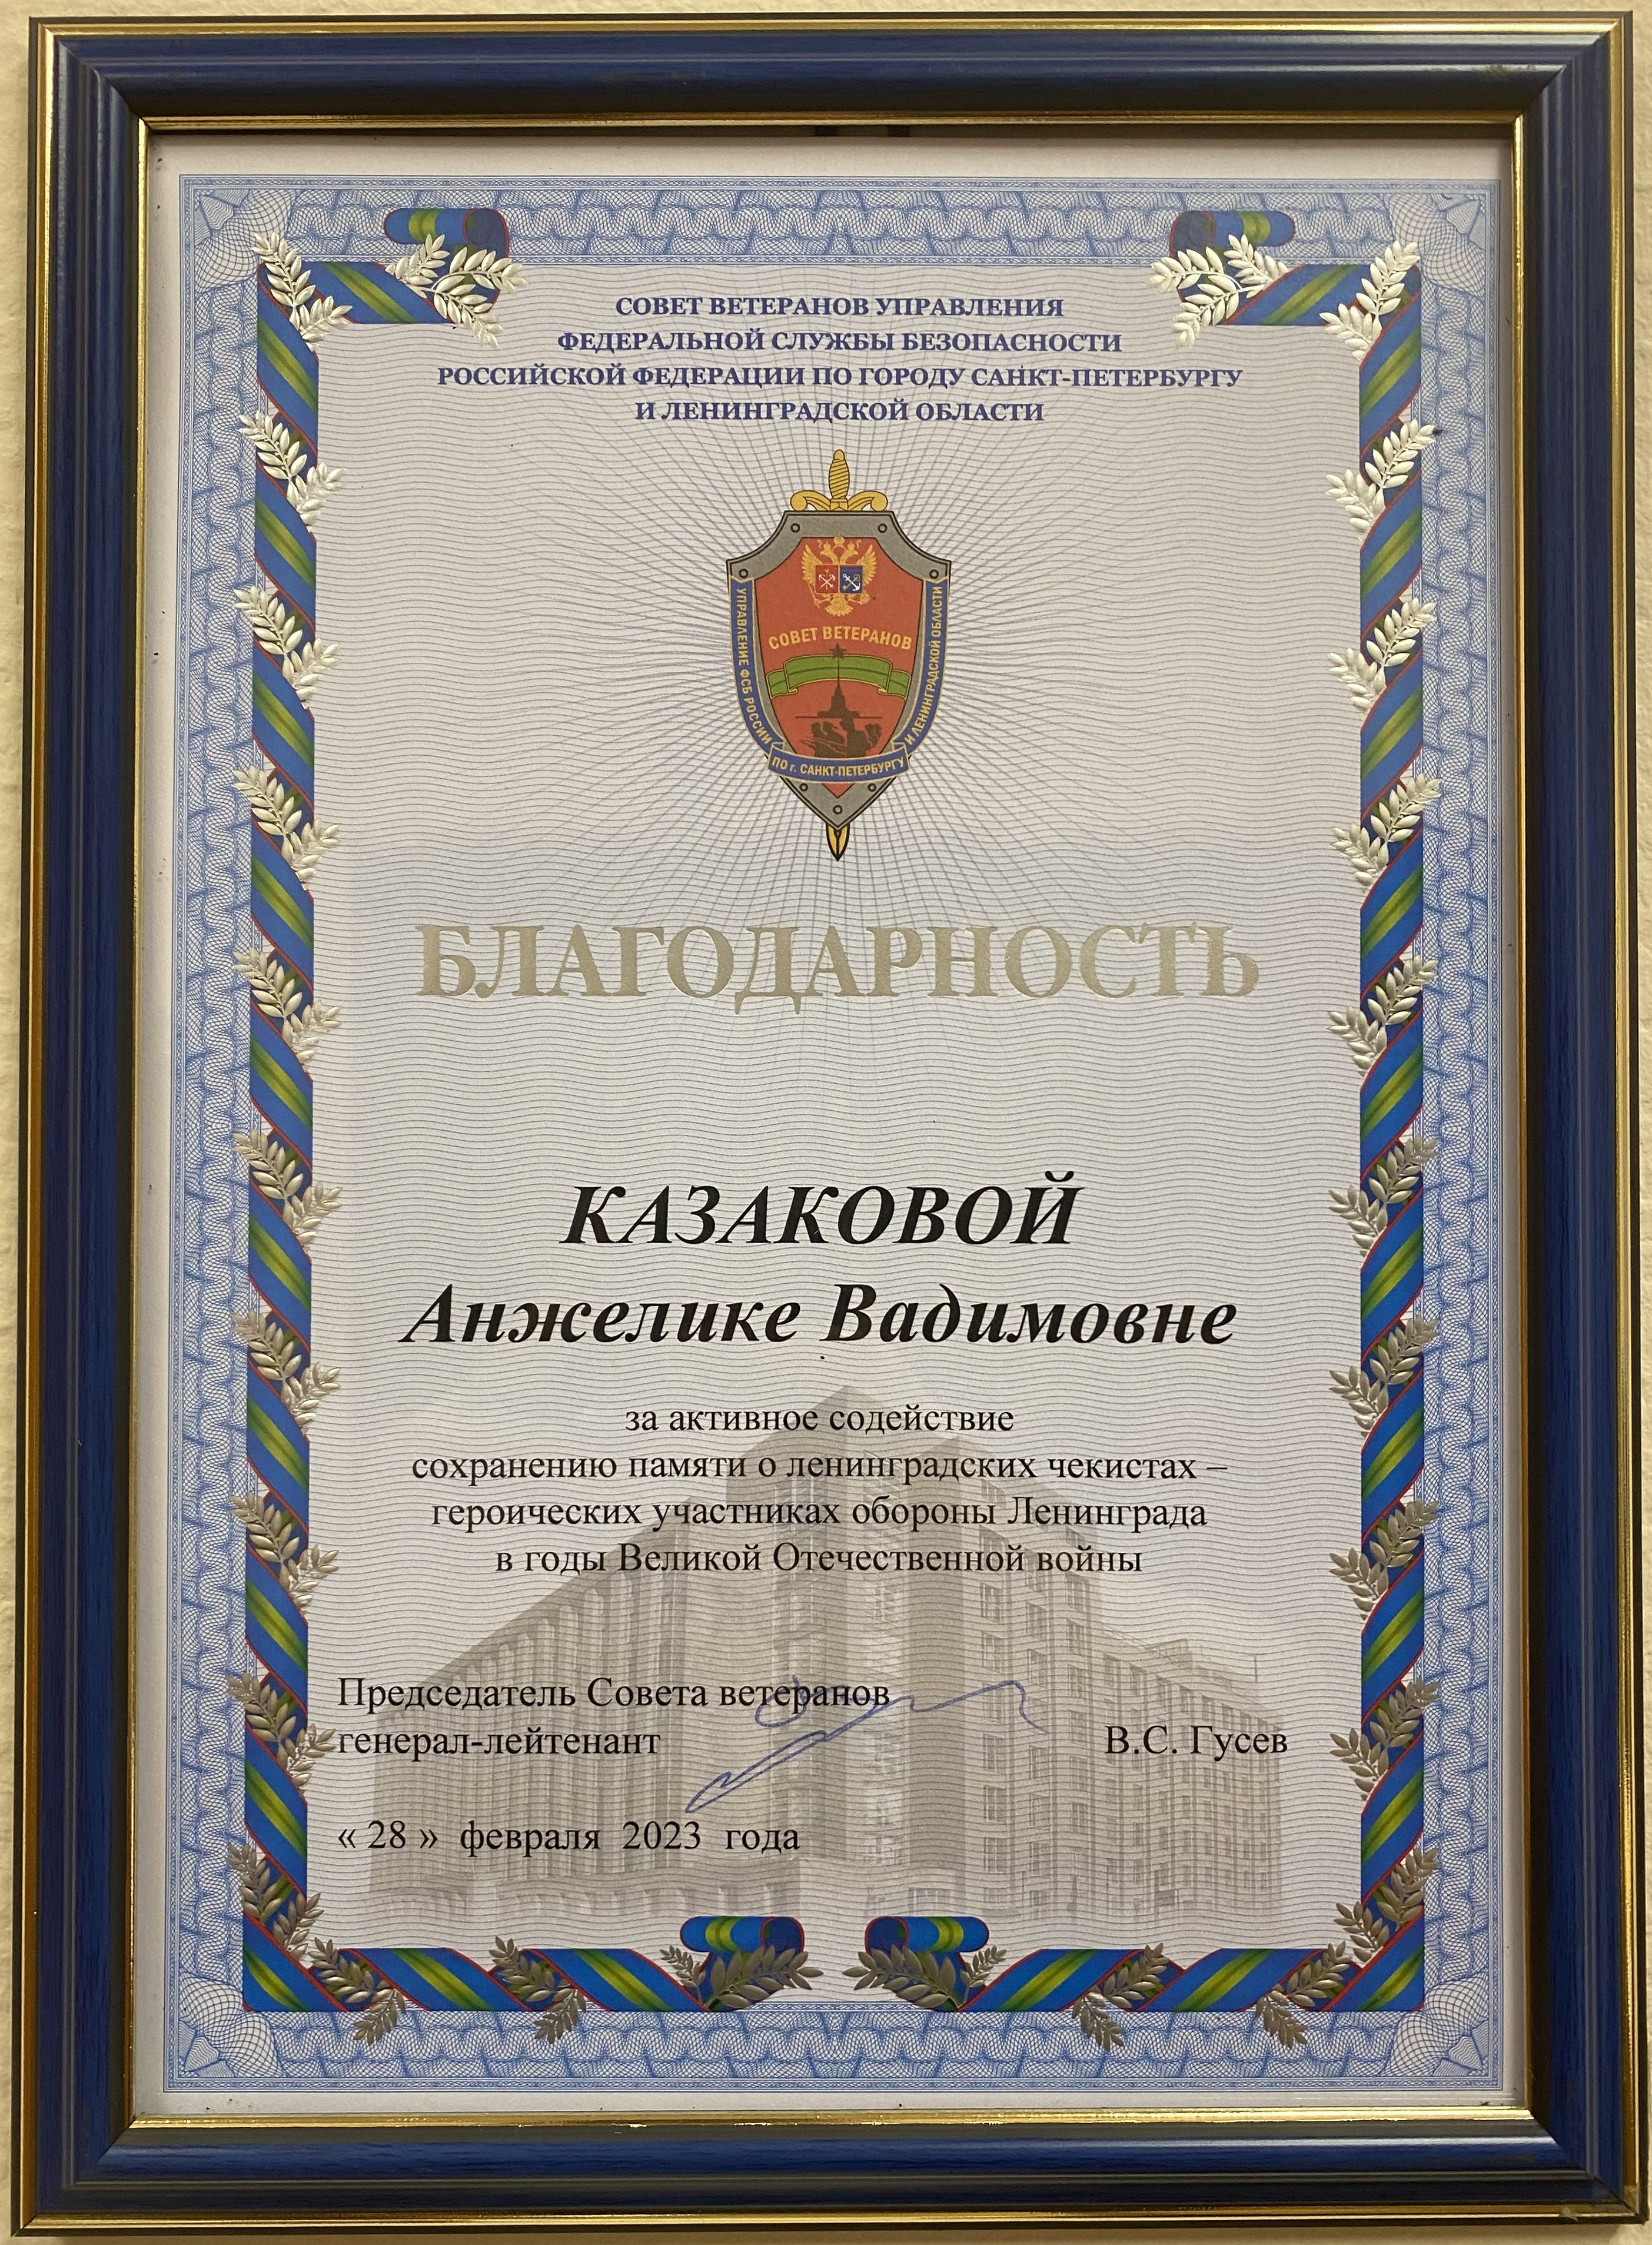 СОВЕТ ВЕТЕРАНОВ УПРАВЛЕНИЯ
ФЕДЕРАЛЬНОЙ СЛУЖБЫ БЕЗОПАСНОСТИ
РОССИЙСКОЙ ФЕДЕРАЦИИ ПО ГОРОДУ САНКТ-ПЕТЕРБУРГУ
И ЛЕНИНГРАДСКОЙ ОБЛАСТИ
СОВЕТ ВЕТЕРАНОВ
УПРАВЛЕНИЕ ФСБ РОССИИ
ПО г. САНКТ-ПЕТЕРБУРГУ
И ЛЕНИНГРАДСКОЙ ОБЛАСТИ
БЛАГОДАРНОСТЬ
КАЗАКОВОЙ
Анжелике Вадимовне
за активное содействие
сохранению памяти о ленинградских чекистах –
героических участниках обороны Ленинграда
в годы Великой Отечественной войны
Председатель Совета ветеранов
генерал-лейтенант В.С. Гусев
« 28 » февраля 2023 года